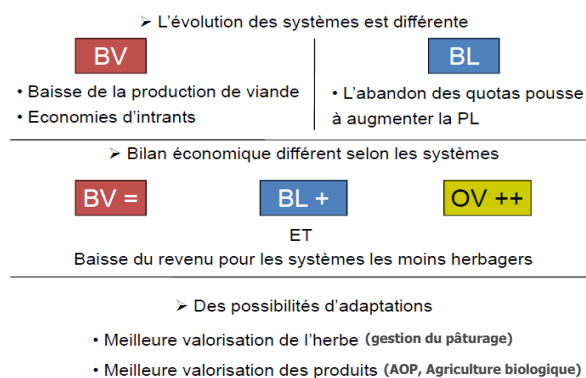 ➢ L'évolution des systèmes est différente
BV
BL
• Baisse de la production de viande
• Economies d'intrants
• L'abandon des quotas pousse
à augmenter la PL
➢ Bilan économique différent selon les systèmes
BV =
BL +
OV ++
ET
Baisse du revenu pour les systèmes les moins herbagers
➢ Des possibilités d'adaptations
• Meilleure valorisation de l'herbe (gestion du pâturage)
• Meilleure valorisation des produits (AOP, Agriculture biologique)